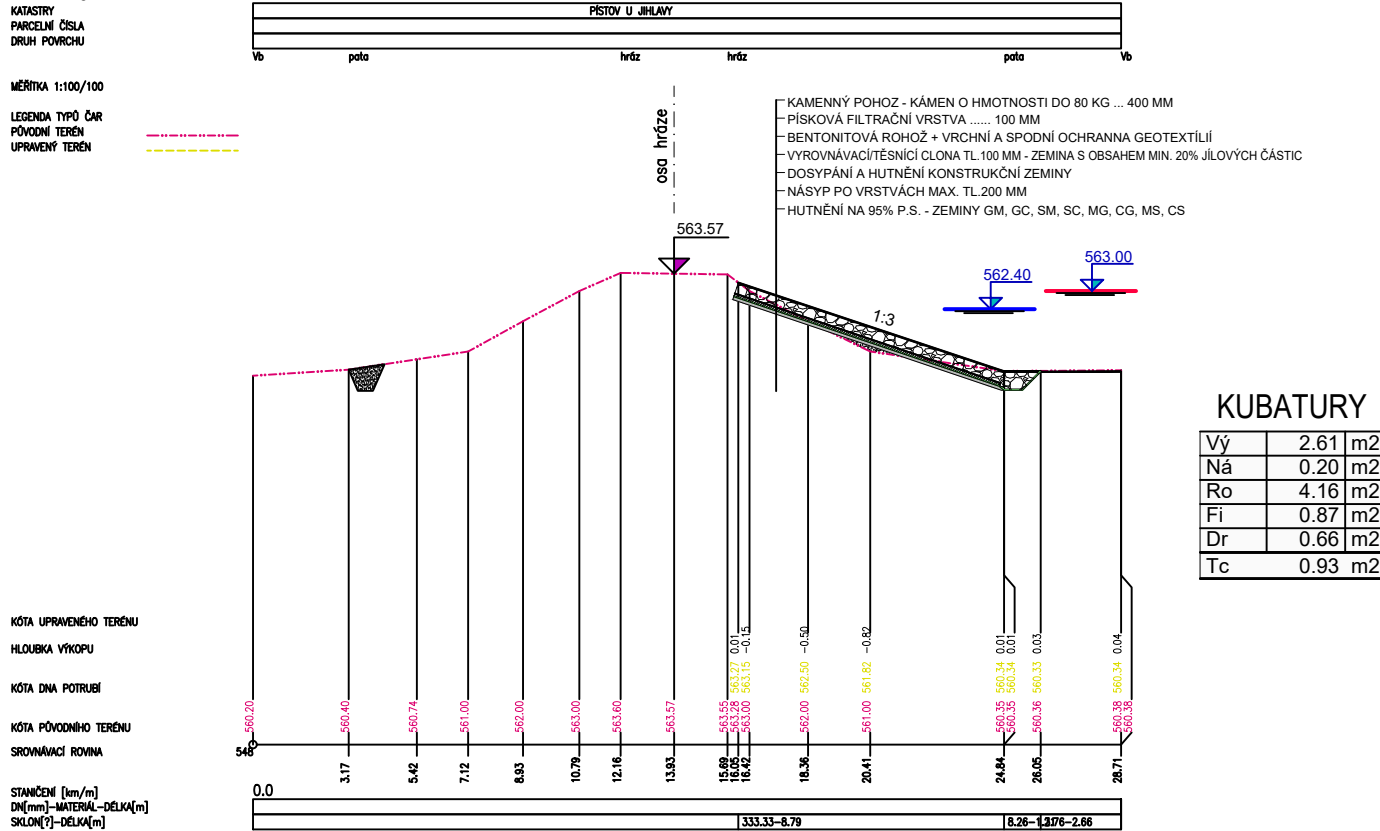 KATASTRY
PÍSTOV U JIHLAVY
PARCELNÍ ČÍSLA
DRUH POVRCHU
Vb pata hráz hráz pata Vb
MĚŘÍTKA 1:100/100
LEGENDA TYPŮ ČAR
PŮVODNÍ TERÉN
UPRAVENÝ TERÉN
osa hráze
KAMENNÝ POHOZ - KÁMEN O HMOTNOSTI DO 80 KG ... 400 MM
PÍSKOVÁ FILTRAČNÍ VRSTVA ...... 100 MM
BENTONITOVÁ ROHOŽ + VRCHNÍ A SPODNÍ OCHRANNA GEOTEXTÍLIÍ
VYROVNÁVACÍ/TĚSNÍCÍ CLONA TL.100 MM - ZEMINA S OBSAHEM MIN. 20% JÍLOVÝCH ČÁSTIC
DOSYPÁNÍ A HUTNĚNÍ KONSTRUKČNÍ ZEMINY
NÁSYP PO VRSTVÁCH MAX. TL.200 MM
HUTNĚNÍ NA 95% P.S. - ZEMINY GM, GC, SM, SC, MG, CG, MS, CS
563.57
562.40
563.00
1:3
KUBATURY
Vý 2.61 m2
Ná 0.20 m2
Ro 4.16 m2
Fi 0.87 m2
Dr 0.66 m2
Tc 0.93 m2
KÓTA UPRAVENÉHO TERÉNU
HLOUBKA VÝKOPU
0.01 -0.15 -0.50 -0.82 0.01 0.01 0.03 0.04
KÓTA DNA POTRUBÍ
563.27 563.15 562.50 561.82 560.34 560.34 560.33 560.34
KÓTA PŮVODNÍHO TERÉNU
560.20 560.40 560.74 561.00 562.00 563.00 563.60 563.57 563.55 563.28 563.00 562.00 561.00 560.35 560.35 560.36 560.38 560.38
SROVNÁVACÍ ROVINA
548
3.17 5.42 7.12 8.93 10.79 12.16 13.93 15.69 16.05 16.42 18.36 20.41 24.84 26.05 28.71
STANIČENÍ [km/m]
0.0
DN[mm]-MATERIÁL-DÉLKA[m]
SKLON[?]-DÉLKA[m]
333.33-8.79 8.26-1.21 76-2.66